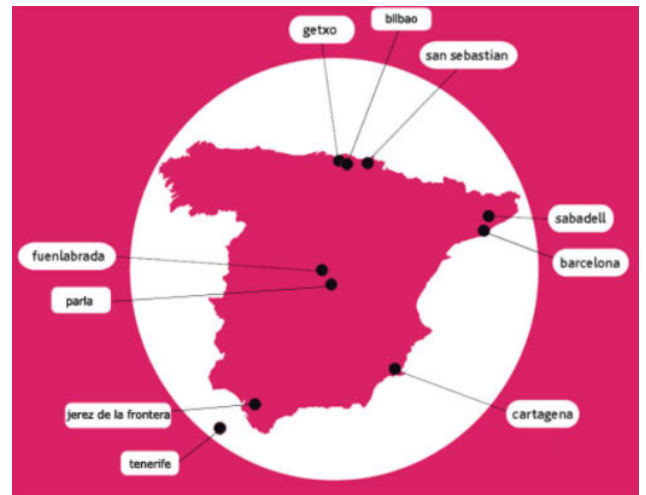 bilbao
getxo
san sebastian
sabadell
fuenlabrada
barcelona
parla
jerez de la frontera
cartagena
tenerife